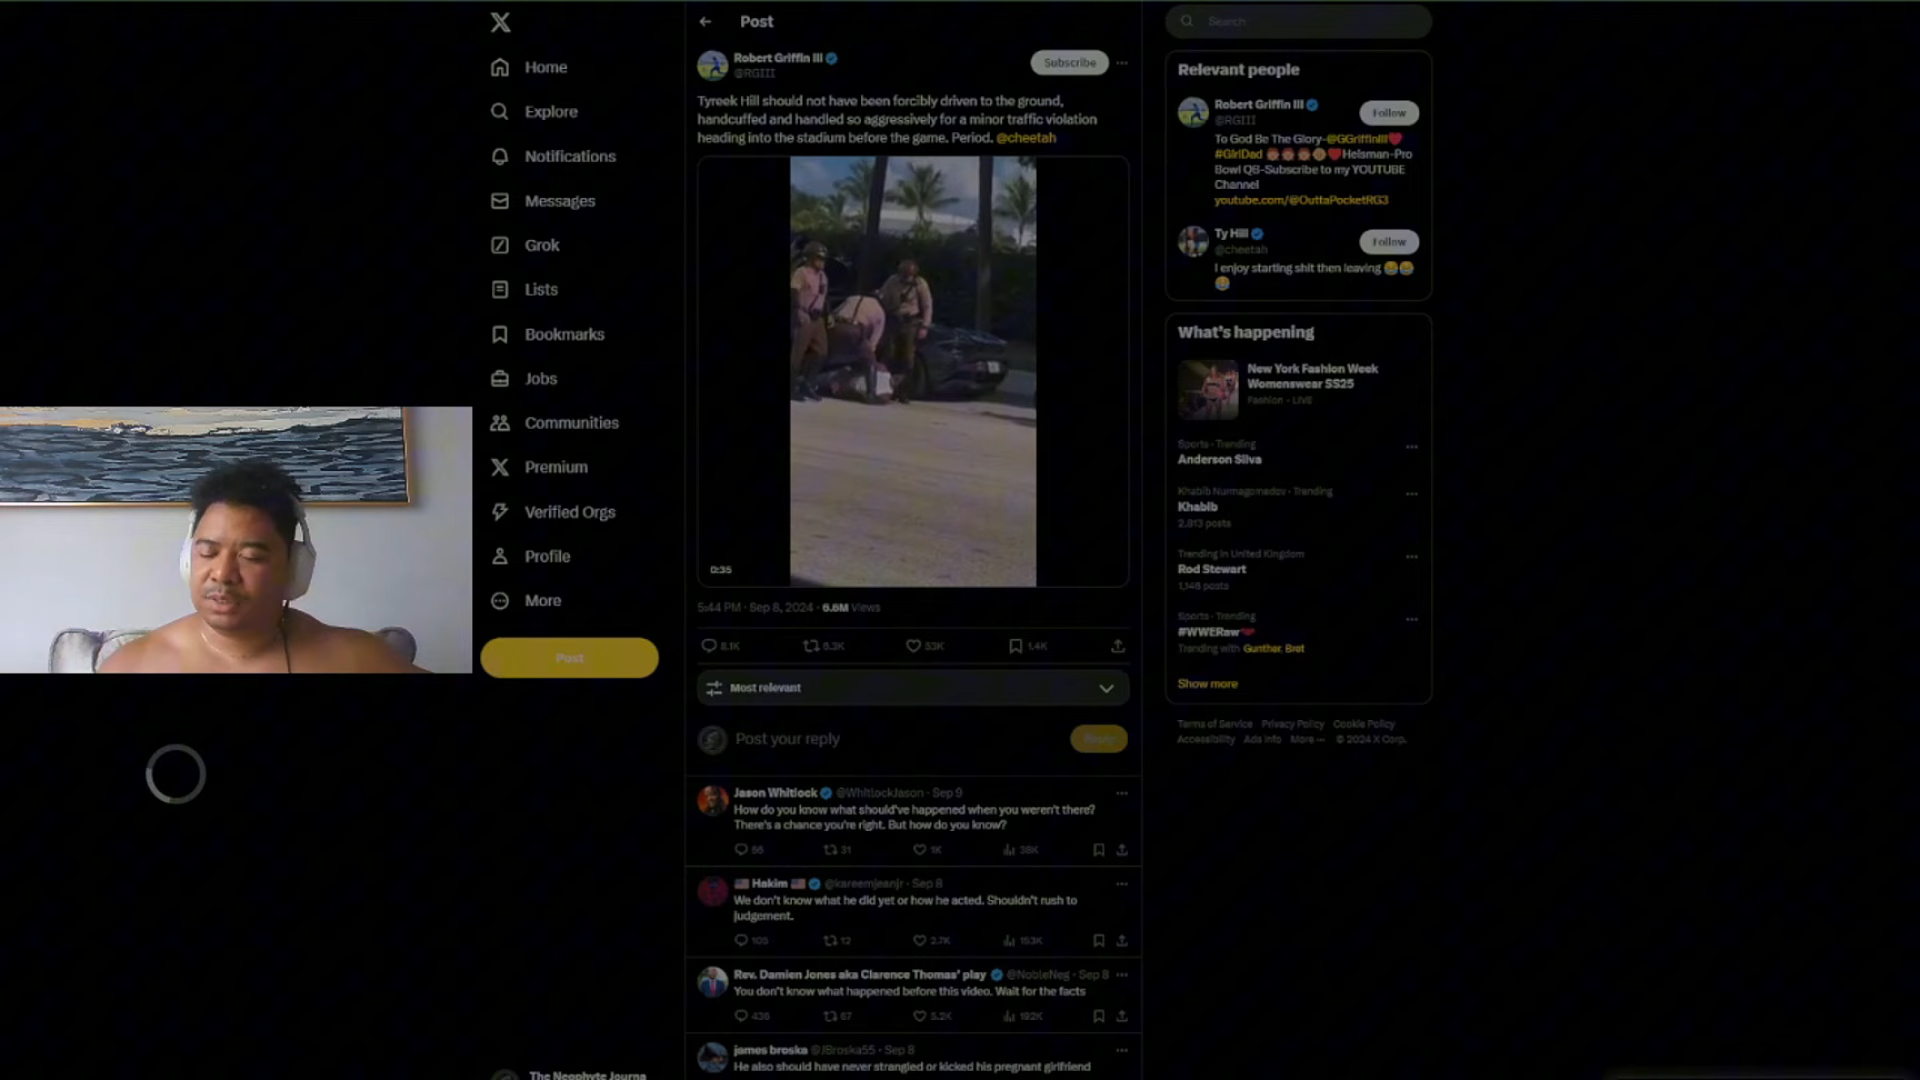 Home
Explore
Notifications
Messages
Grok
Lists
Bookmarks
Jobs
Communities
Premium
Verified Orgs
Profile
More
Post
The Neophyte Journa
Post
Robert Griffin III
@RGIII
Subscribe
Tyreek Hill should not have been forcibly driven to the ground,
handcuffed and handled so aggressively for a minor traffic violation
heading into the stadium before the game. Period. @cheetah
0:35
5:44 PM · Sep 8, 2024 · 6.6M Views
8.1K 6.3K 53K 1.4K
Most relevant
Post your reply
Reply
Jason Whitlock @WhitlockJason · Sep 9
How do you know what should've happened when you weren't there?
There's a chance you're right. But how do you know?
56 31 1K 38K
Hakim @kareemjeanjr · Sep 8
We don't know what he did yet or how he acted. Shouldn't rush to
judgement.
105 12 2.7K 153K
Rev. Damien Jones aka Clarence Thomas' play @NobleNeg · Sep 8
You don't know what happened before this video. Wait for the facts
436 67 5.2K 192K
james broska @JBroska55 · Sep 8
He also should have never strangled or kicked his pregnant girlfriend
Search
Relevant people
Robert Griffin III
@RGIII
Follow
To God Be The Glory-@GGriffinIII
#GirlDad Heisman-Pro
Bowl QB-Subscribe to my YOUTUBE
Channel
youtube.com/@OuttaPocketRG3
Ty Hill
@cheetah
Follow
I enjoy starting shit then leaving
What's happening
New York Fashion Week
Womenswear SS25
Fashion · LIVE
Sports · Trending
Anderson Silva
Khabib Nurmagomedov · Trending
Khabib
2,813 posts
Trending in United Kingdom
Rod Stewart
1,146 posts
Sports · Trending
#WWERaw
Trending with Gunther, Bret
Show more
Terms of Service Privacy Policy Cookie Policy
Accessibility Ads info More ··· © 2024 X Corp.